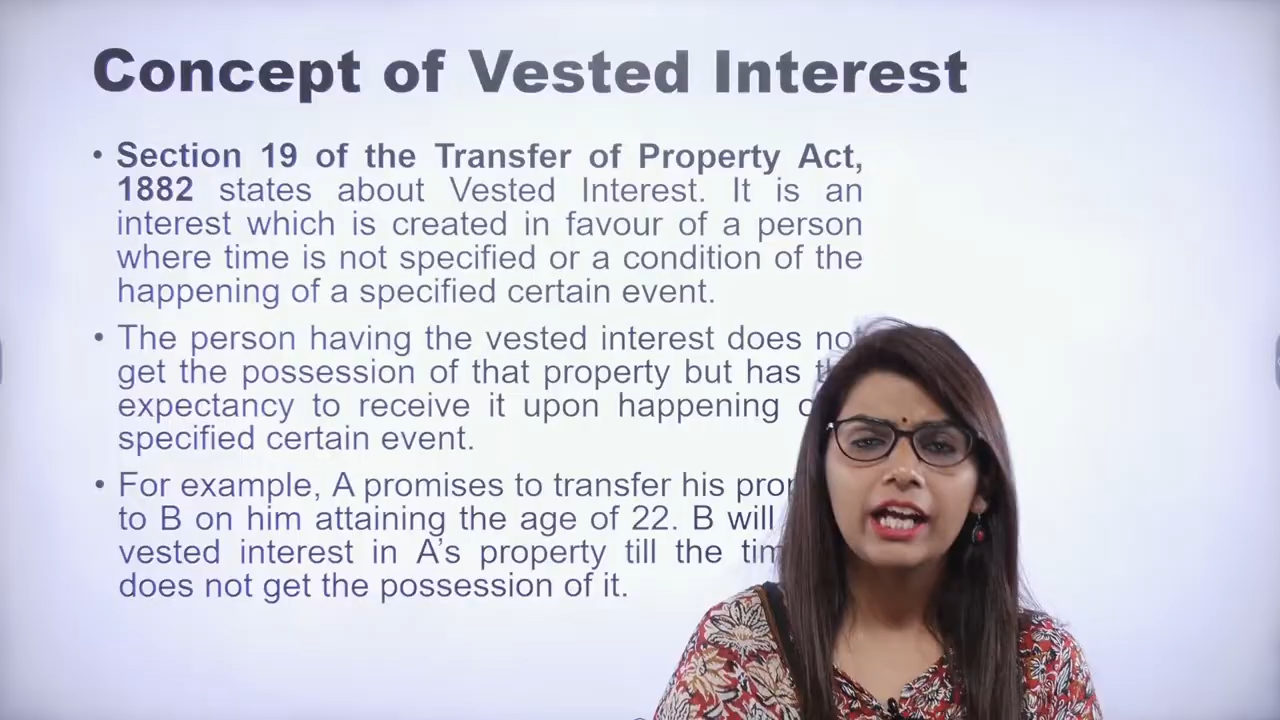 Concept of Vested Interest
• Section 19 of the Transfer of Property Act,
1882 states about Vested Interest. It is an
interest which is created in favour of a person
where time is not specified or a condition of the
happening of a specified certain event.
• The person having the vested interest does not
get the possession of that property but has
expectancy to receive it upon happening
specified certain event.
• For example, A promises to transfer his
to B on him attaining the age of 22. B will
vested interest in A's property till the
does not get the possession of it.